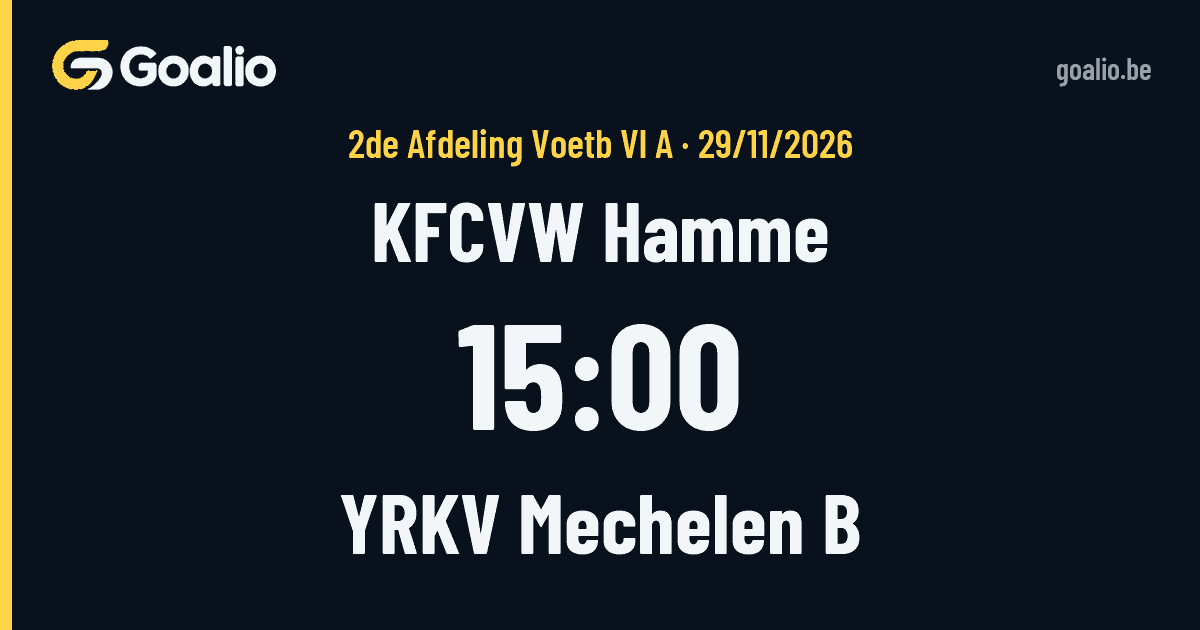 Goalio
goalio.be
2de Afdeling Voetb Vl A · 29/11/2026
KFCVW Hamme
15:00
YRKV Mechelen B